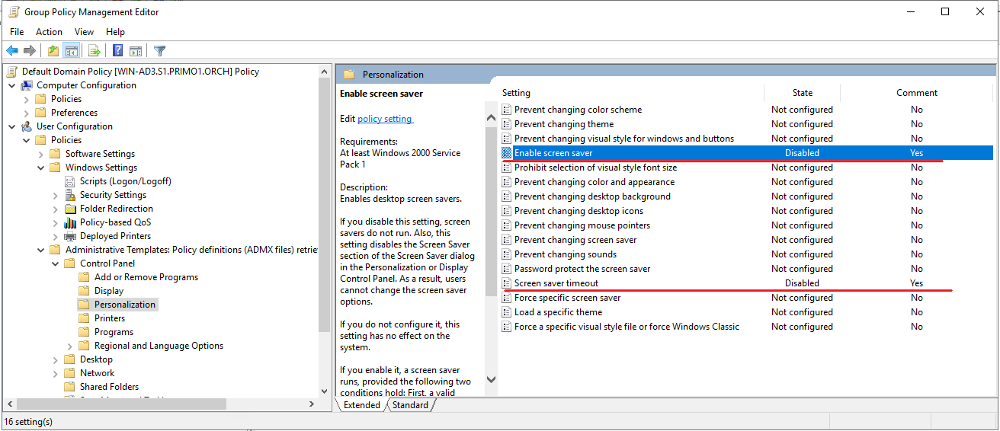 Group Policy Management Editor
File Action View Help
Default Domain Policy [WIN-AD3.S1.PRIMO1.ORCH] Policy
Computer Configuration
Policies
Preferences
User Configuration
Policies
Software Settings
Windows Settings
Scripts (Logon/Logoff)
Security Settings
Folder Redirection
Policy-based QoS
Deployed Printers
Administrative Templates: Policy definitions (ADMX files) retrie
Control Panel
Add or Remove Programs
Display
Personalization
Printers
Programs
Regional and Language Options
Desktop
Network
Shared Folders
Personalization
Enable screen saver
Edit policy setting
Requirements:
At least Windows 2000 Service
Pack 1
Description:
Enables desktop screen savers.
If you disable this setting, screen
savers do not run. Also, this
setting disables the Screen Saver
section of the Screen Saver dialog
in the Personalization or Display
Control Panel. As a result, users
cannot change the screen saver
options.
If you do not configure it, this
setting has no effect on the
system.
If you enable it, a screen saver
runs, provided the following two
conditions hold: First, a valid
Setting State Comment
Prevent changing color scheme Not configured No
Prevent changing theme Not configured No
Prevent changing visual style for windows and buttons Not configured No
Enable screen saver Disabled Yes
Prohibit selection of visual style font size Not configured No
Prevent changing color and appearance Not configured No
Prevent changing desktop background Not configured No
Prevent changing desktop icons Not configured No
Prevent changing mouse pointers Not configured No
Prevent changing screen saver Not configured No
Prevent changing sounds Not configured No
Password protect the screen saver Not configured No
Screen saver timeout Disabled Yes
Force specific screen saver Not configured No
Load a specific theme Not configured No
Force a specific visual style file or force Windows Classic Not configured No
Extended Standard
16 setting(s)